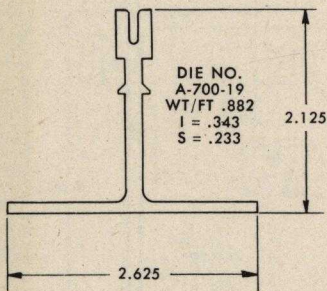 DIE NO.
A-700-19
WT/FT .882
I = .343
S = .233
2.125
2.625